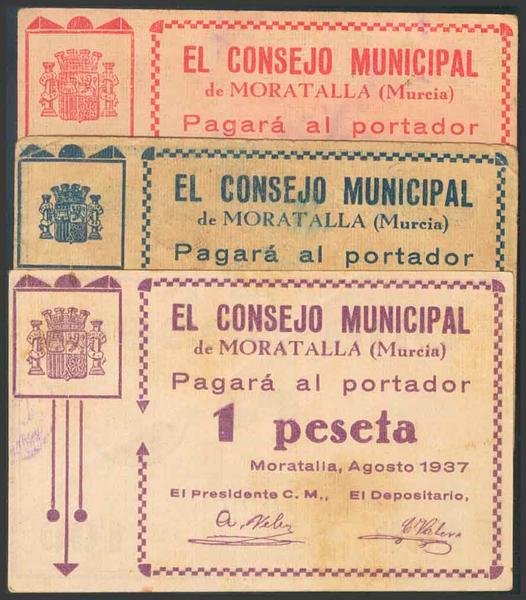 EL CONSEJO MUNICIPAL
de MORATALLA (Murcia)
Pagará al portador
EL CONSEJO MUNICIPAL
de MORATALLA (Murcia)
Pagará al portador
EL CONSEJO MUNICIPAL
de MORATALLA (Murcia)
Pagará al portador
1 peseta
Moratalla, Agosto 1937
El Presidente C. M., El Depositario,